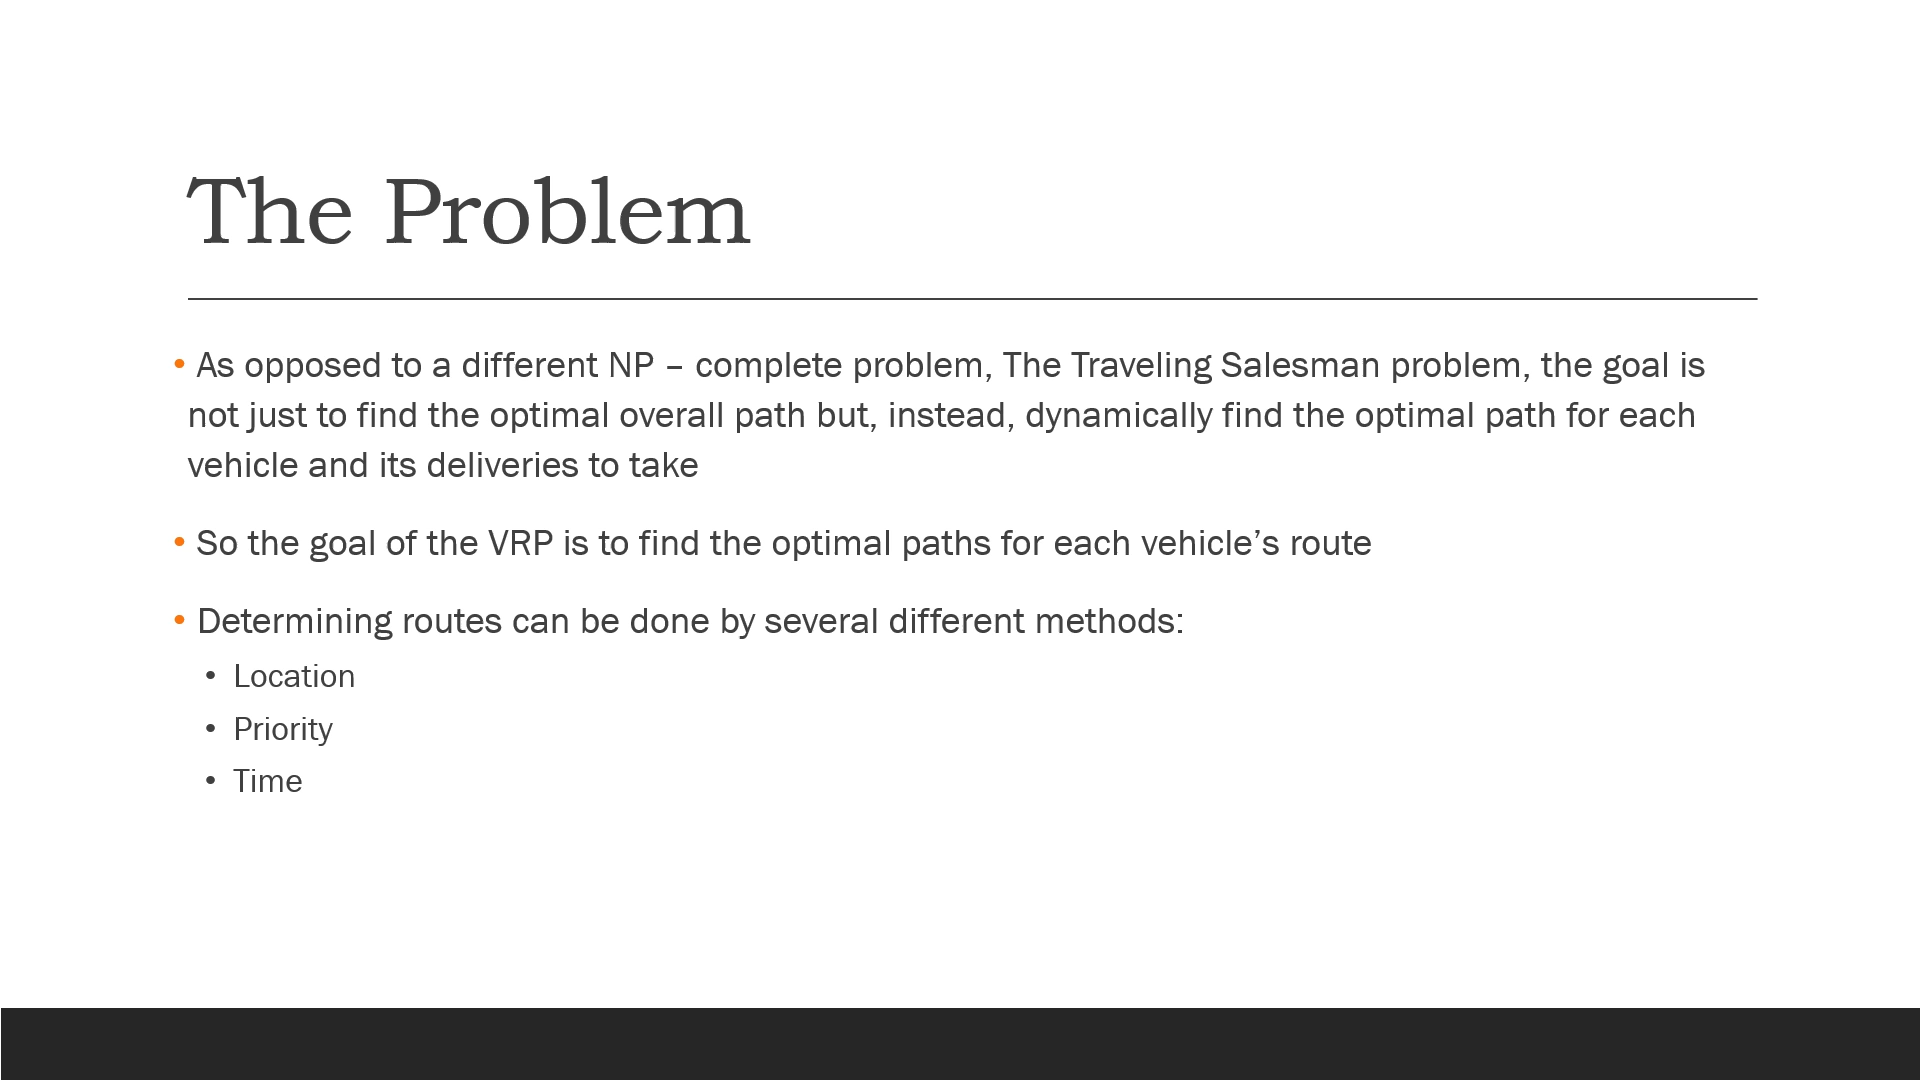 The Problem
• As opposed to a different NP – complete problem, The Traveling Salesman problem, the goal is
not just to find the optimal overall path but, instead, dynamically find the optimal path for each
vehicle and its deliveries to take
• So the goal of the VRP is to find the optimal paths for each vehicle’s route
• Determining routes can be done by several different methods:
• Location
• Priority
• Time